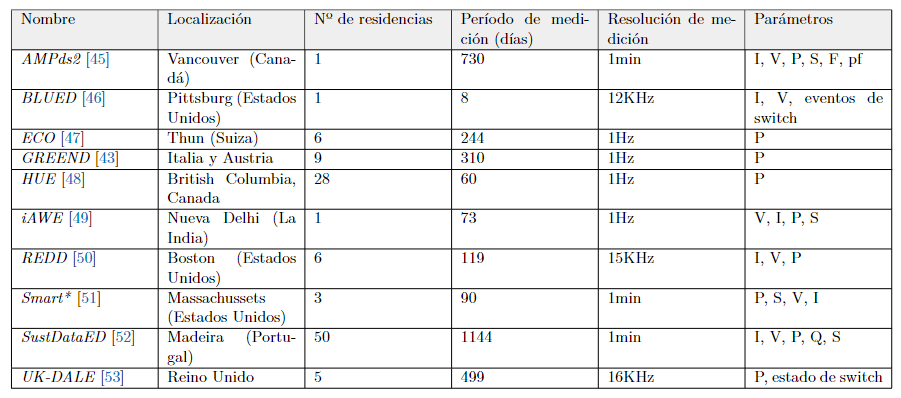 Nombre Localización Nº de residencias Período de medi- Resolución de me- Parámetros
ción (días) dición
AMPds2 [45] Vancouver (Cana- 1 730 1min I, V, P, S, F, pf
dá)
BLUED [46] Pittsburg (Estados 1 8 12KHz I, V, eventos de
Unidos) switch
ECO [47] Thun (Suiza) 6 244 1Hz P
GREEND [43] Italia y Austria 9 310 1Hz P
HUE [48] British Columbia, 28 60 1Hz P
Canada
iAWE [49] Nueva Delhi (La 1 73 1Hz V, I, P, S
India)
REDD [50] Boston (Estados 6 119 15KHz I, V, P
Unidos)
Smart* [51] Massachussets 3 90 1min P, S, V, I
(Estados Unidos)
SustDataED [52] Madeira (Portu- 50 1144 1min I, V, P, Q, S
gal)
UK-DALE [53] Reino Unido 5 499 16KHz P, estado de switch